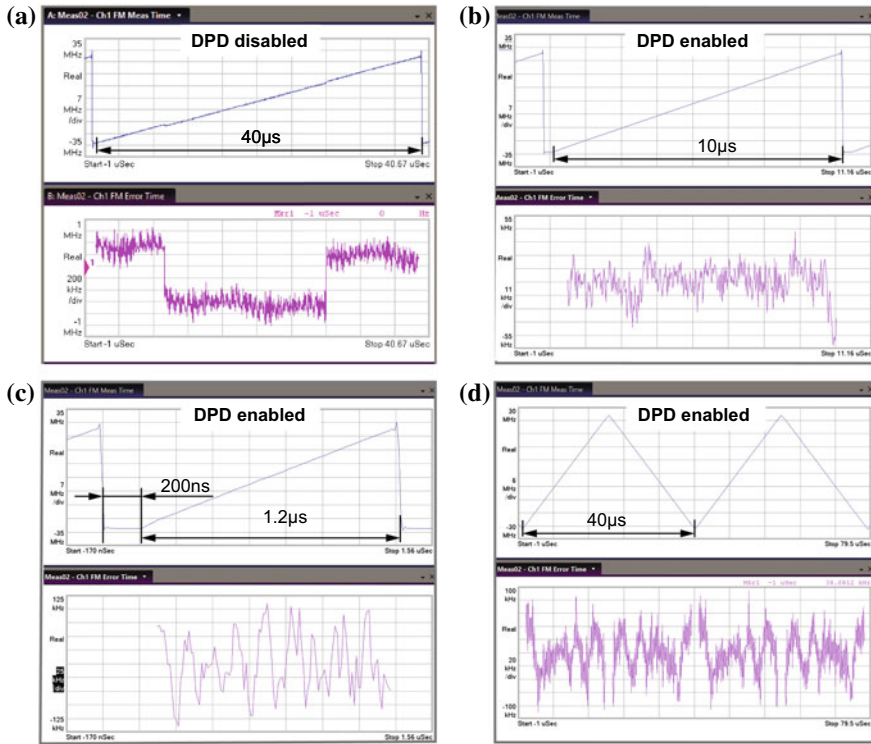 (a)
A: Meas02 - Ch1 FM Meas Time
DPD disabled
35
MHz
Real
7
MHz
/div
-35
MHz
40µs
Start -1 uSec
Stop 40.67 uSec
B: Meas02 - Ch1 FM Error Time
Mkr1 -1 uSec 0 Hz
1
MHz
Real
1
200
kHz
/div
-1
MHz
Start -1 uSec
Stop 40.67 uSec
(b)
Meas02 - Ch1 FM Meas Time
DPD enabled
35
MHz
Real
7
MHz
/div
-35
MHz
10µs
Start -1 uSec
Stop 11.16 uSec
Meas02 - Ch1 FM Error Time
55
kHz
Real
11
kHz
/div
-55
kHz
Start -1 uSec
Stop 11.16 uSec
(c)
Meas02 - Ch1 FM Meas Time
DPD enabled
35
MHz
Real
7
MHz
/div
-35
MHz
200ns
1.2µs
Start -170 nSec
Stop 1.56 uSec
Meas02 - Ch1 FM Error Time
125
kHz
Real
25
kHz
/div
-125
kHz
Start -170 nSec
Stop 1.56 uSec
(d)
Meas02 - Ch1 FM Meas Time
DPD enabled
30
MHz
Real
6
MHz
/div
-30
MHz
40µs
Start -1 uSec
Stop 79.5 uSec
Meas02 - Ch1 FM Error Time
Mkr1 -1 uSec
100
kHz
Real
20
kHz
/div
-100
kHz
Start -1 uSec
Stop 79.5 uSec